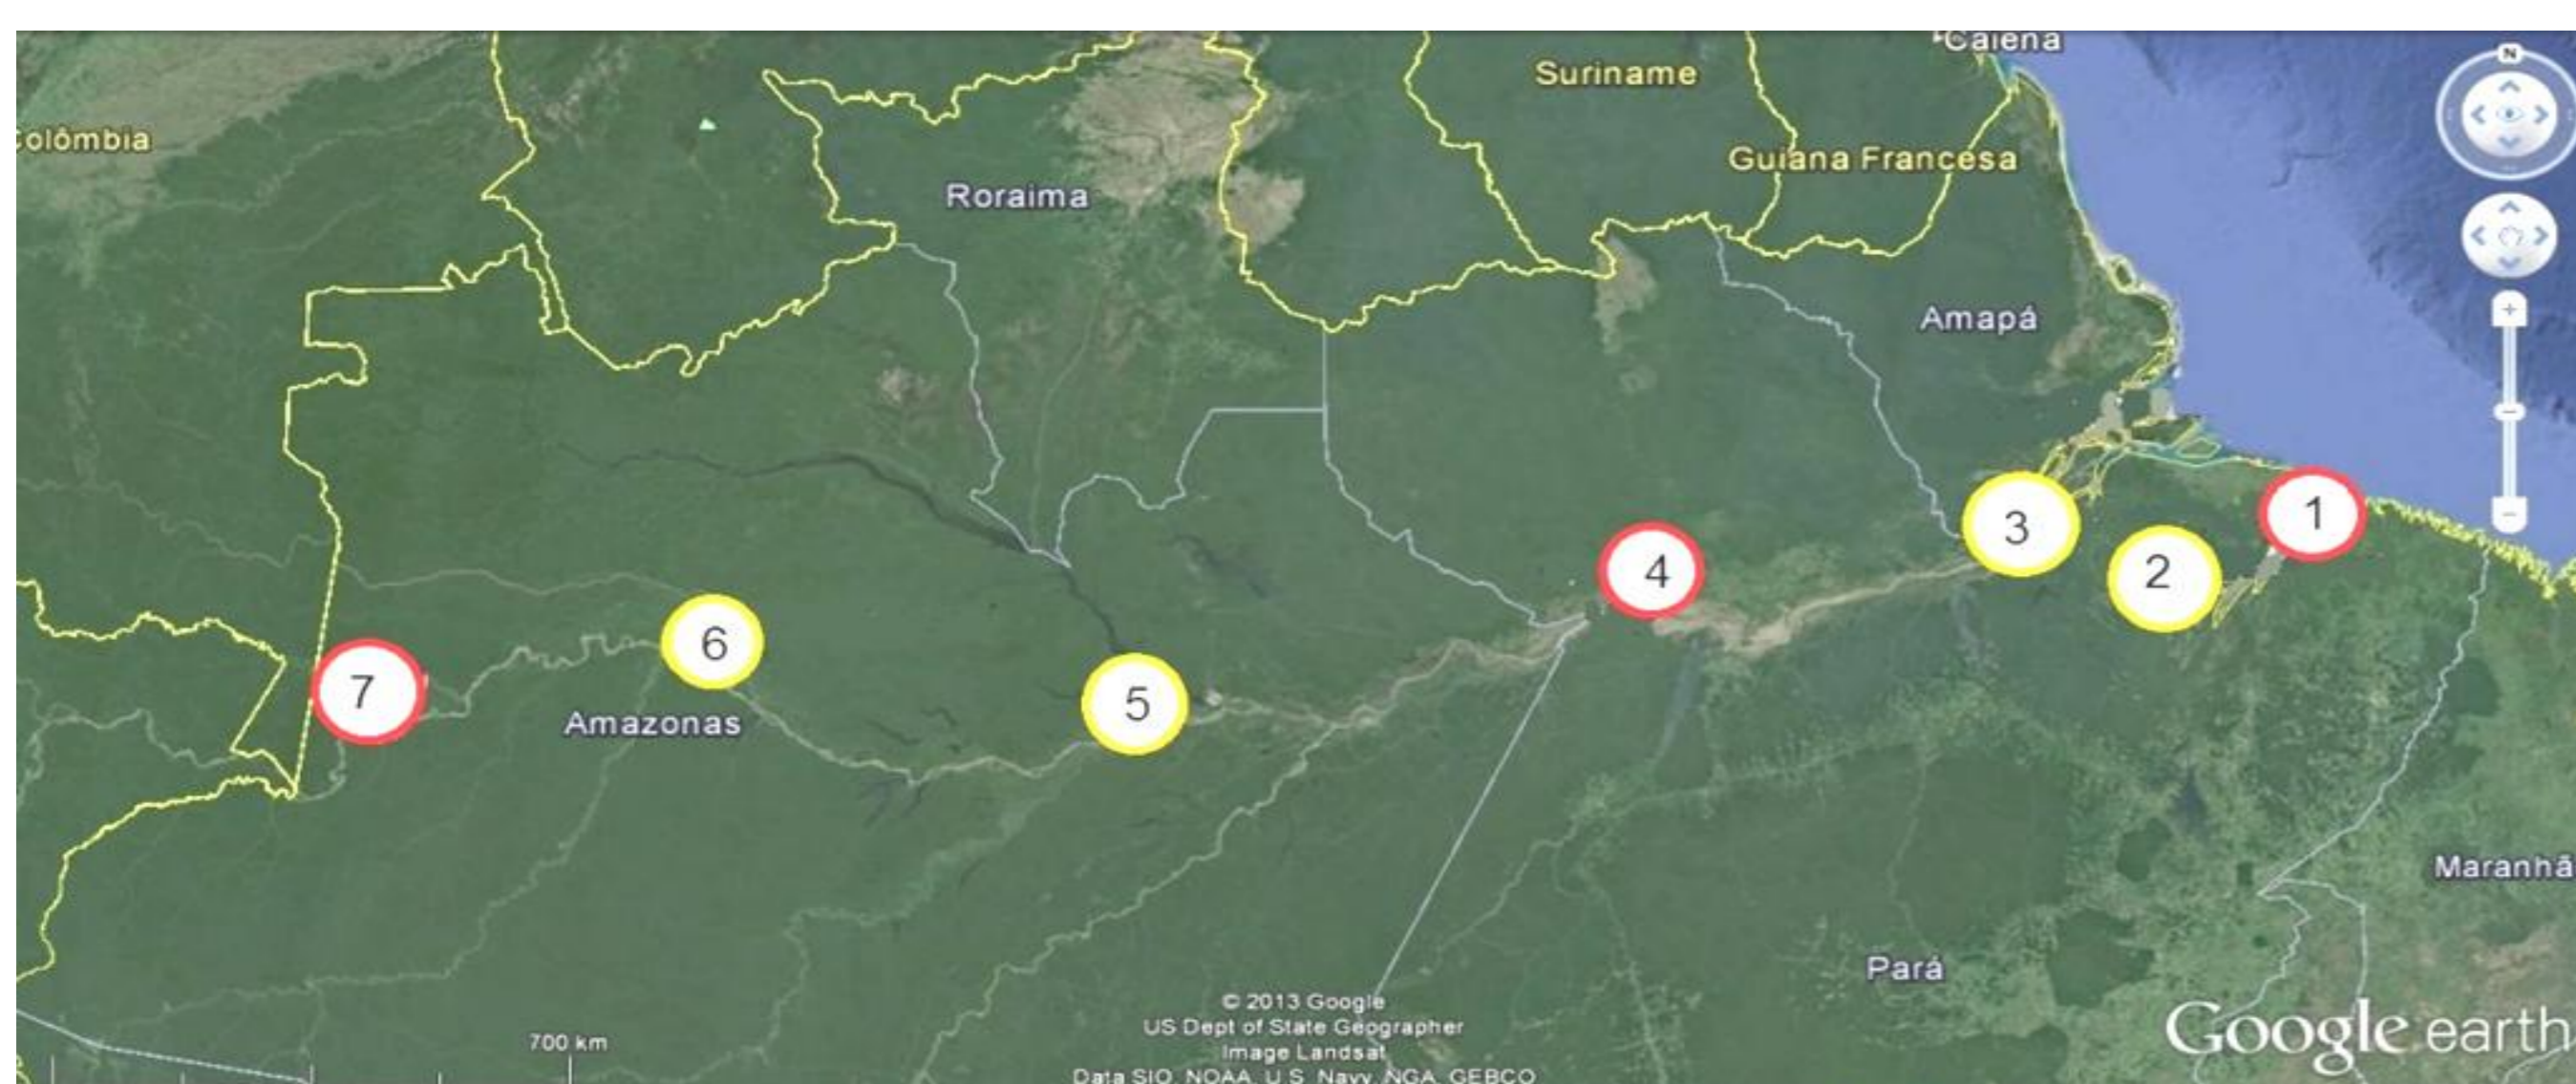 Caiena
Suriname
Colômbia
Guiana Francesa
Roraima
N
Amapá
1
3
4
2
6
7
5
Amazonas
Maranhã
Pará
© 2013 Google
US Dept of State Geographer
Image Landsat
Data SIO, NOAA, U.S. Navy, NGA, GEBCO
700 km
Google earth